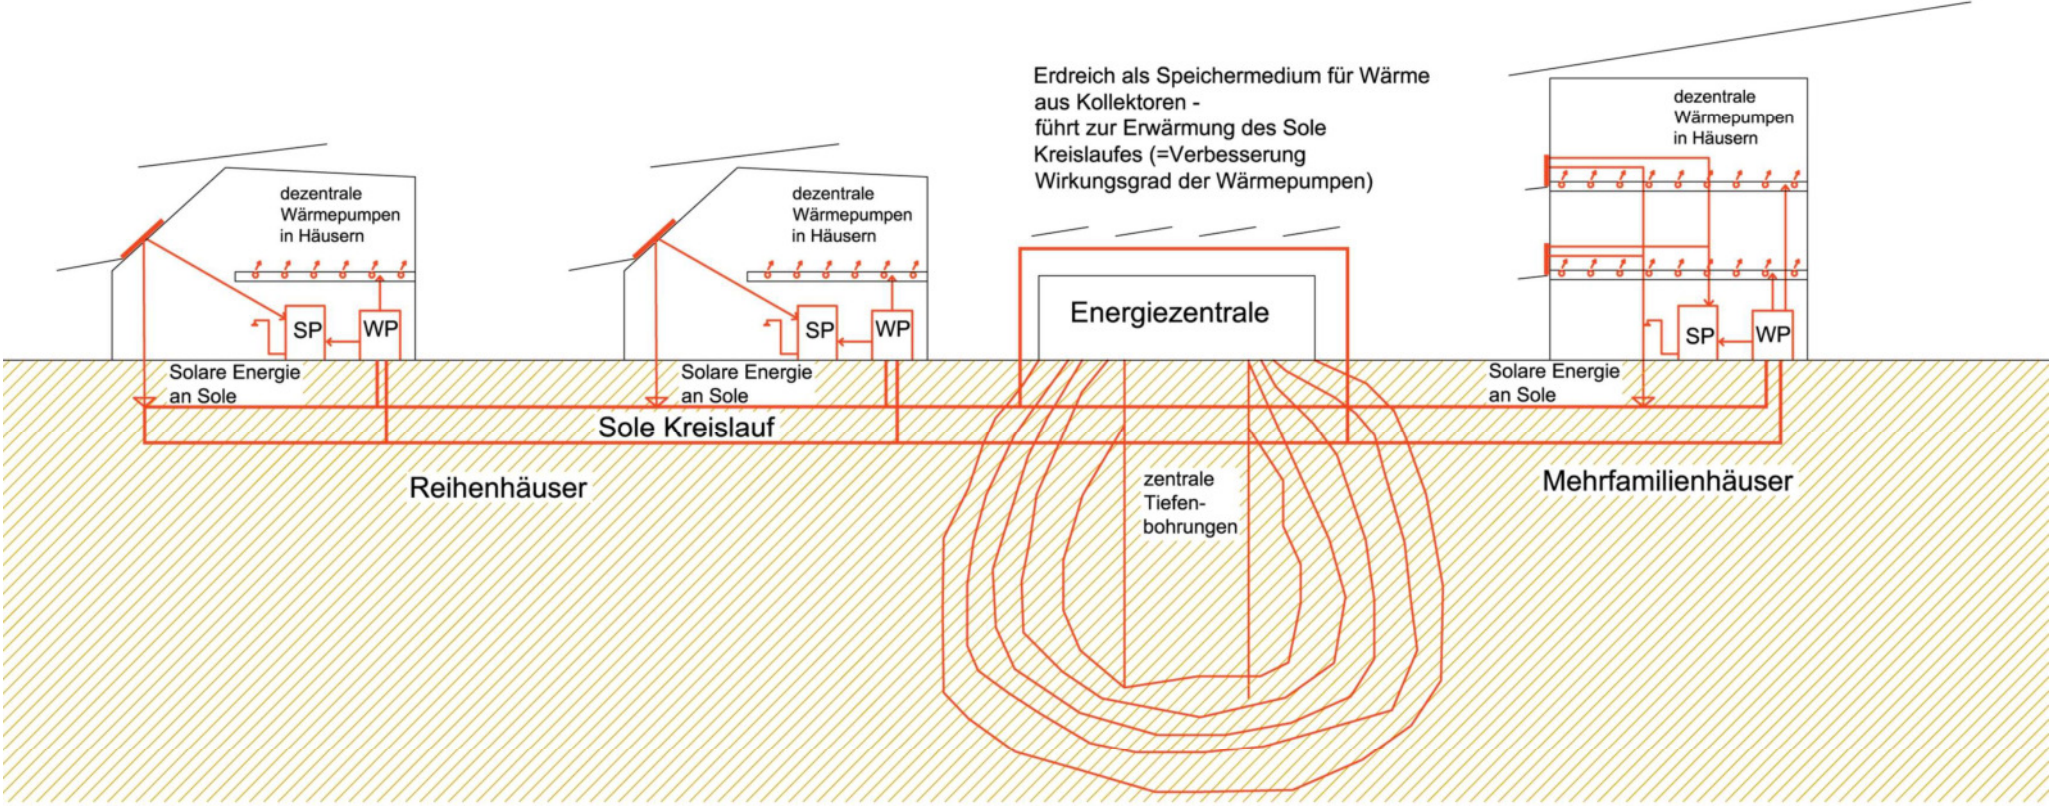 Erdreich als Speichermedium für Wärme
aus Kollektoren -
führt zur Erwärmung des Sole
Kreislaufes (=Verbesserung
Wirkungsgrad der Wärmepumpen)
dezentrale
Wärmepumpen
in Häusern
dezentrale
Wärmepumpen
in Häusern
dezentrale
Wärmepumpen
in Häusern
SP
WP
SP
WP
Energiezentrale
SP
WP
Solare Energie
an Sole
Solare Energie
an Sole
Solare Energie
an Sole
Sole Kreislauf
Reihenhäuser
zentrale
Tiefen-
bohrungen
Mehrfamilienhäuser